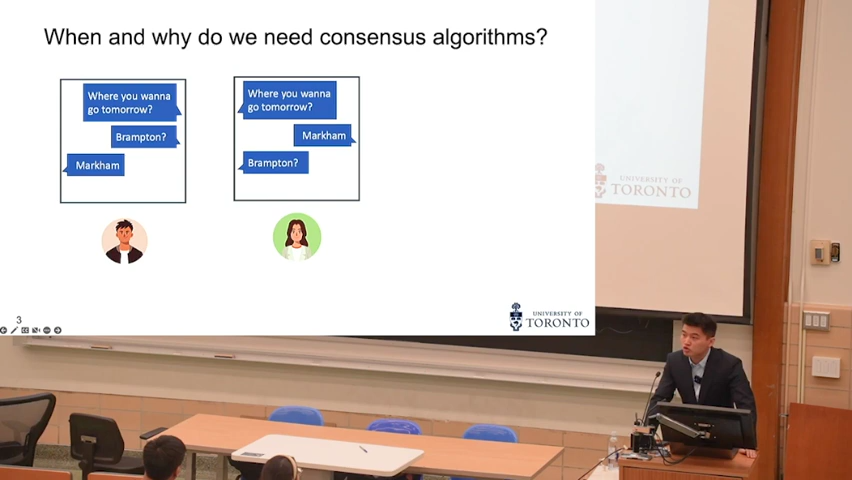 When and why do we need consensus algorithms?
Where you wanna
go tomorrow?
Brampton?
Markham
Where you wanna
go tomorrow?
Markham
Brampton?
3
UNIVERSITY OF
TORONTO
UNIVERSITY OF
TORONTO